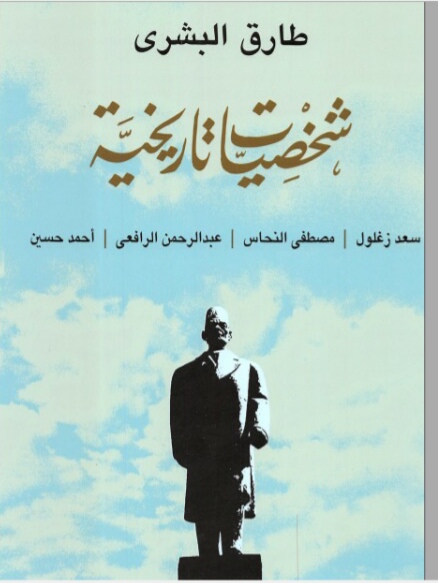 طارق البشرى
شخصيات تاريخية
سعد زغلول | مصطفى النحاس | عبدالرحمن الرافعى | أحمد حسين